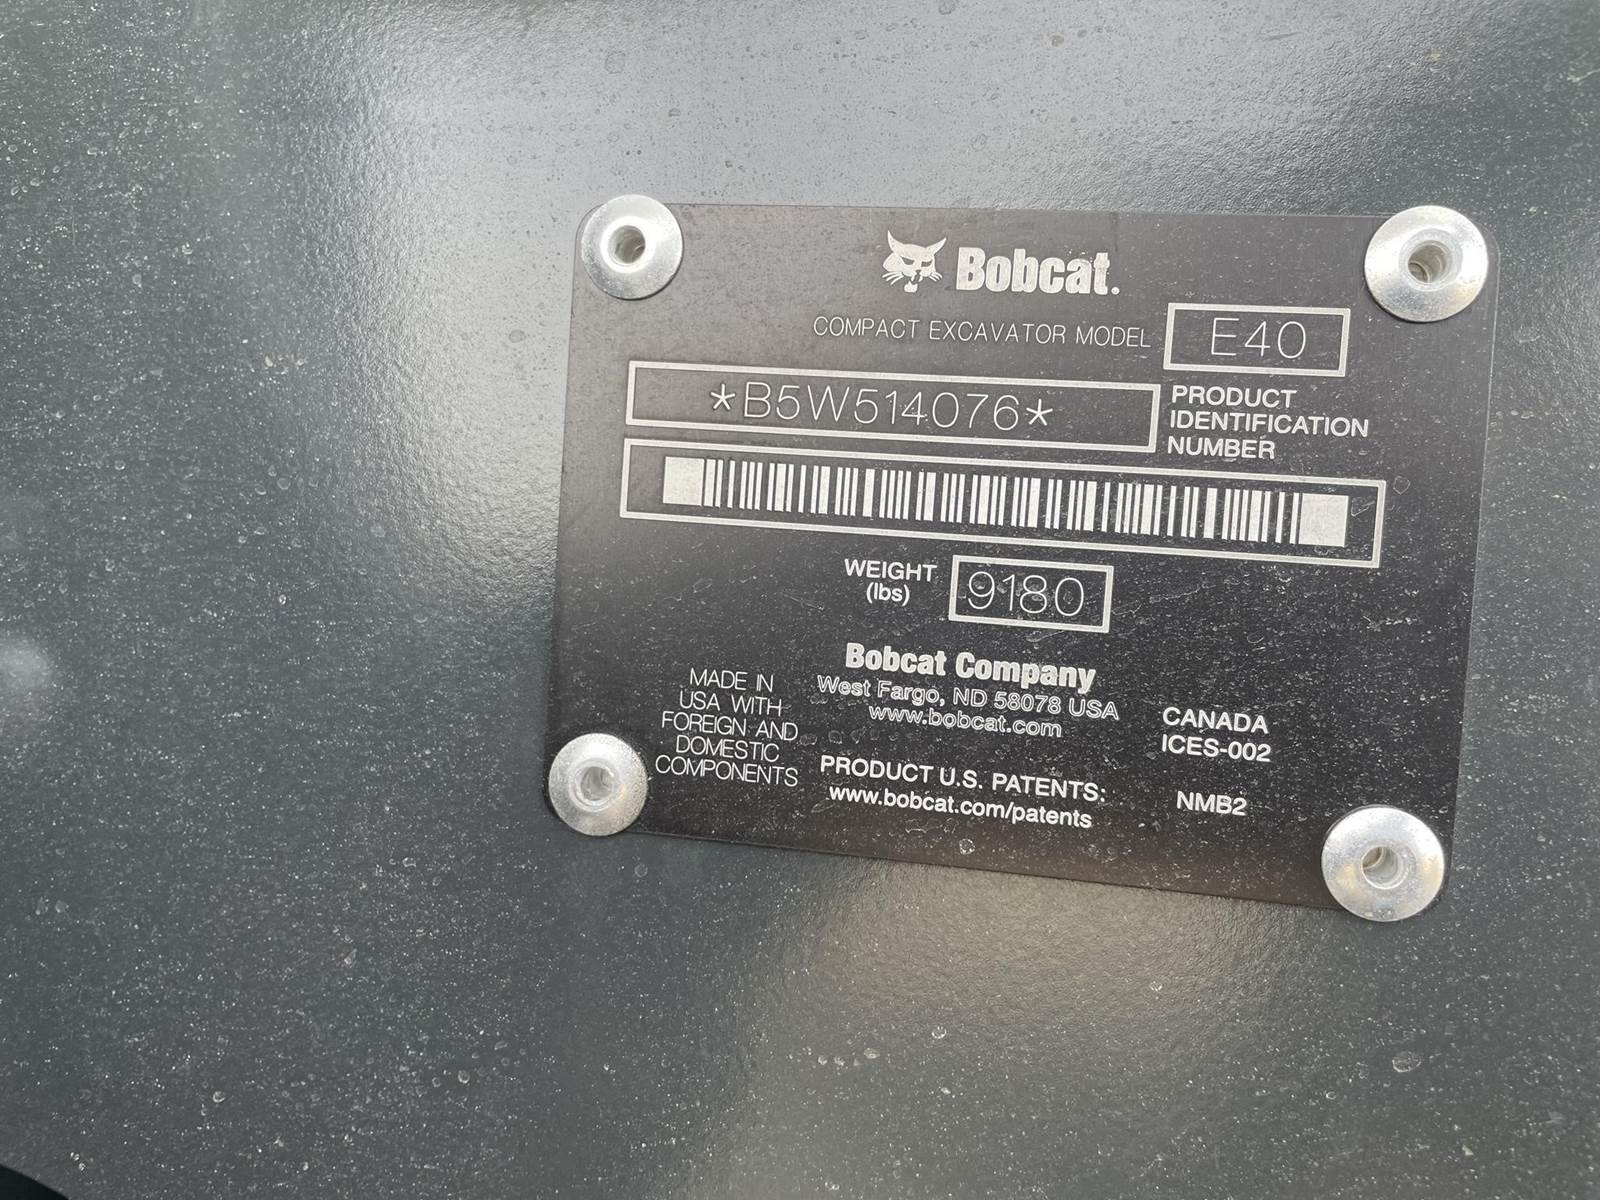 Bobcat.
COMPACT EXCAVATOR MODEL E40
*B5W514076*
PRODUCT
IDENTIFICATION
NUMBER
WEIGHT
(lbs)
9180
Bobcat Company
West Fargo, ND 58078 USA
www.bobcat.com
MADE IN
USA WITH
FOREIGN AND
DOMESTIC
COMPONENTS
PRODUCT U.S. PATENTS:
www.bobcat.com/patents
CANADA
ICES-002
NMB2